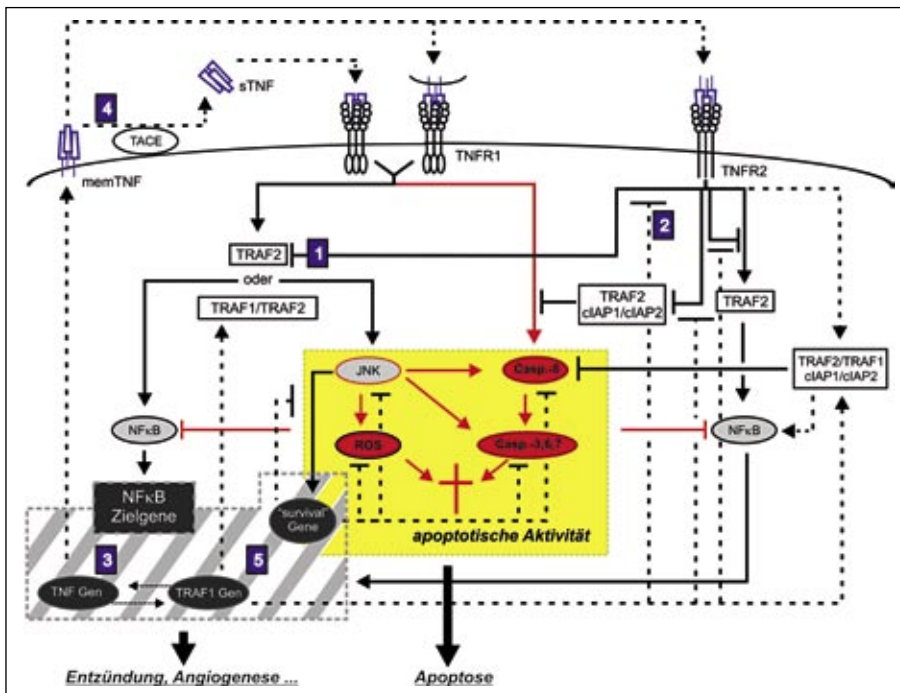 sTNF
4
TACE
memTNF
TNFR1
TNFR2
2
TRAF2
1
oder
TRAF1/TRAF2
TRAF2
cIAP1/cIAP2
TRAF2
TRAF2/TRAF1
cIAP1/cIAP2
JNK
Casp.-8
NFκB
ROS
Casp.-3,6,7
NFκB
NFκB
Zielgene
"survival"
Gene
apoptotische Aktivität
3
5
TNF Gen
TRAF1 Gen
Entzündung, Angiogenese ...
Apoptose